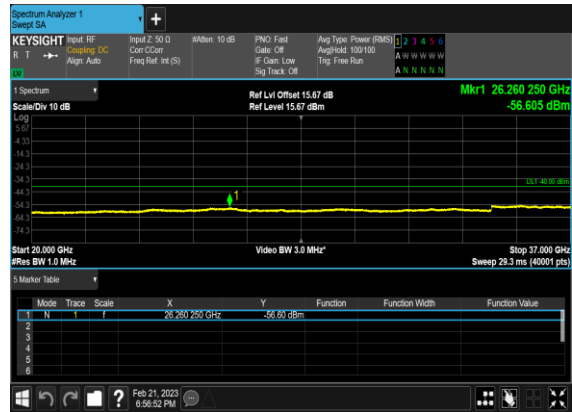 Spectrum Analyzer 1
Swept SA
+
KEYSIGHT Input: RF Input Z: 50 Ω #Atten: 10 dB PNO: Fast Avg Type: Power (RMS) 1 2 3 4 5 6
R T Coupling: DC Corr CCorr Gate: Off Avg|Hold: 100/100 A W W W W W
Align: Auto Freq Ref: Int (S) IF Gain: Low Trig: Free Run
Sig Track: Off A N N N N N
1 Spectrum Ref Lvl Offset 15.67 dB Mkr1 26.260 250 GHz
Scale/Div 10 dB Ref Level 15.67 dBm -56.605 dBm
Log
5.67
-4.33
-14.3
-24.3
-34.3
DL1 -40.00 dBm
-44.3
1
-54.3
-64.3
-74.3
Start 20.000 GHz Video BW 3.0 MHz* Stop 37.000 GHz
#Res BW 1.0 MHz Sweep 29.3 ms (40001 pts)
5 Marker Table
Mode Trace Scale X Y Function Function Width Function Value
1 N 1 f 26.260 250 GHz -56.60 dBm
2
3
4
5
6
? Feb 21, 2023
6:56:52 PM